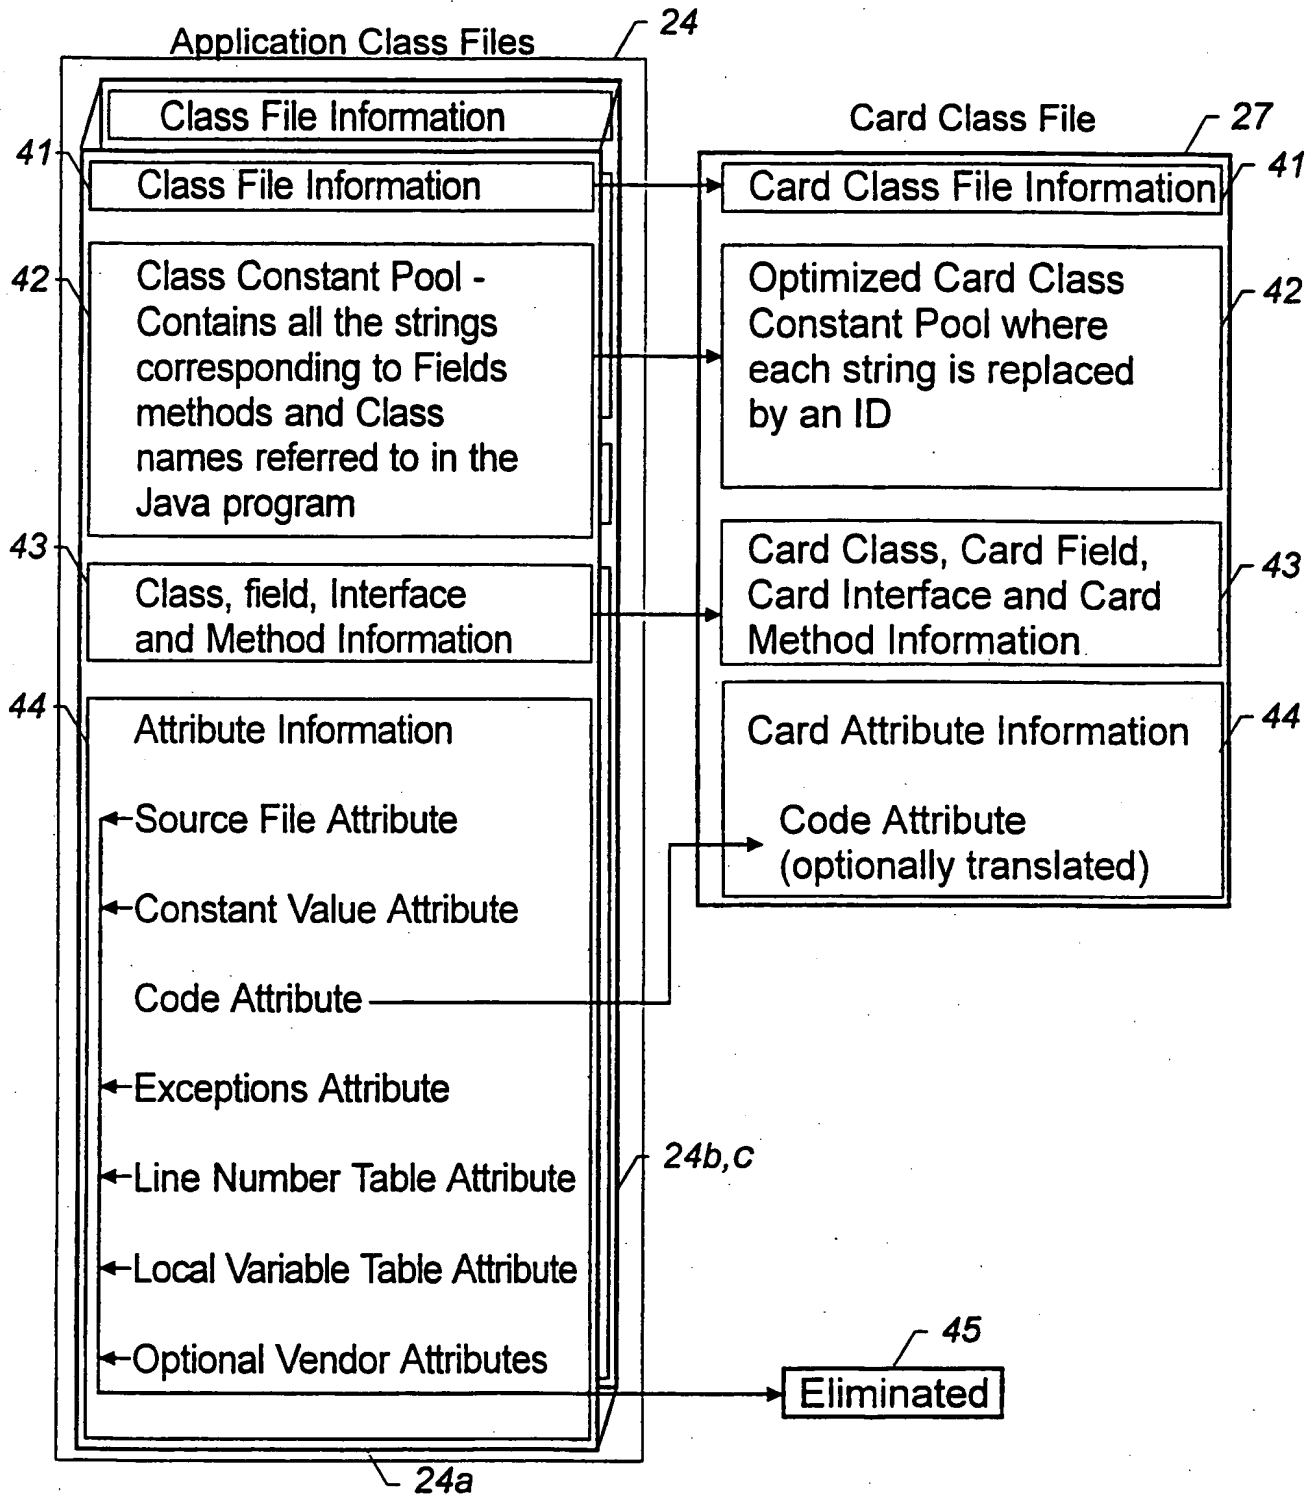 24
Application Class Files
Class File Information
Card Class File
27
41
Class File Information
Card Class File Information
41
42
Class Constant Pool -
Contains all the strings
corresponding to Fields
methods and Class
names referred to in the
Java program
Optimized Card Class
Constant Pool where
each string is replaced
by an ID
42
43
Class, field, Interface
and Method Information
Card Class, Card Field,
Card Interface and Card
Method Information
43
44
Attribute Information
Source File Attribute
Constant Value Attribute
Code Attribute
Exceptions Attribute
Line Number Table Attribute
Local Variable Table Attribute
Optional Vendor Attributes
Card Attribute Information
Code Attribute
(optionally translated)
44
24b,c
45
Eliminated
24a